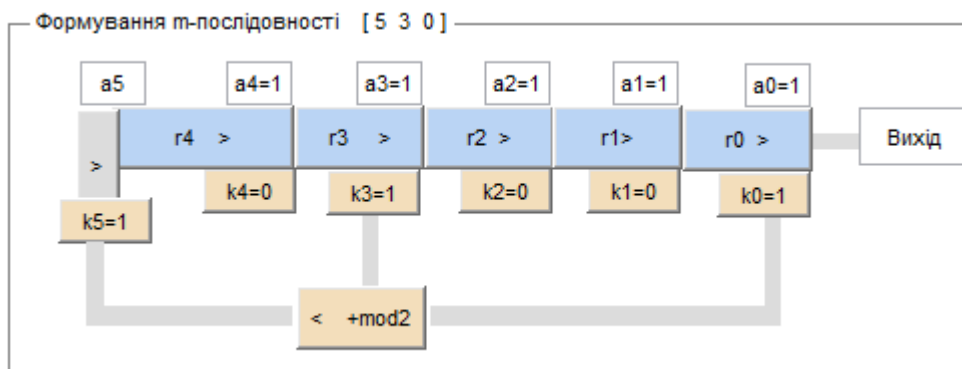 Формування m-послідовності [ 5 3 0 ]
a5 a4=1 a3=1 a2=1 a1=1 a0=1
> r4 > r3 > r2 > r1> r0 > Вихід
k5=1 k4=0 k3=1 k2=0 k1=0 k0=1
< +mod2